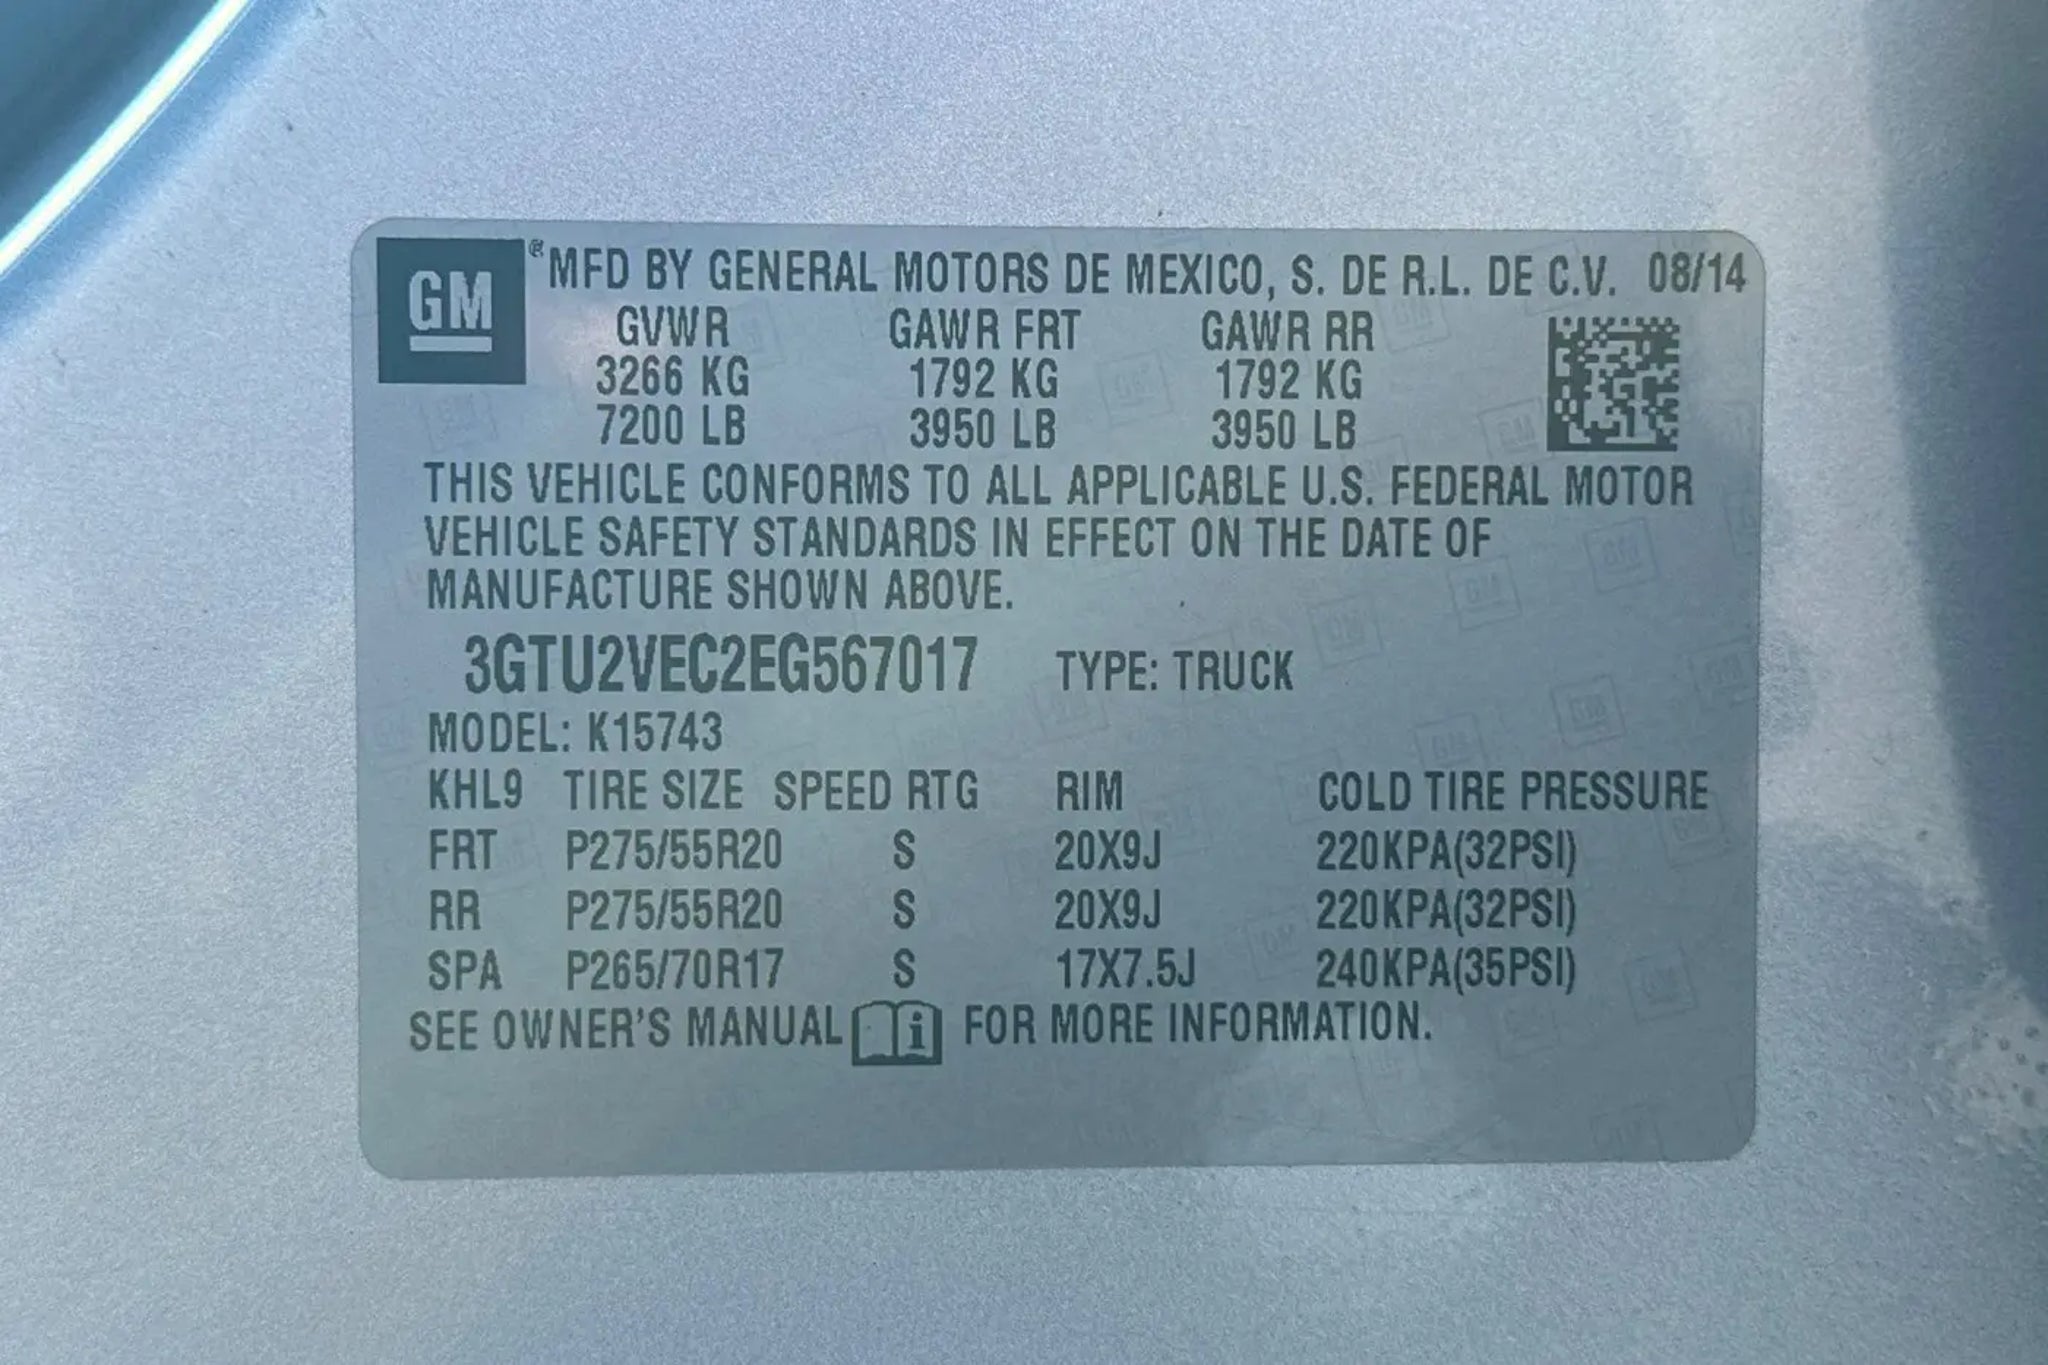 GM ® MFD BY GENERAL MOTORS DE MEXICO, S. DE R.L. DE C.V. 08/14
GVWR GAWR FRT GAWR RR
3266 KG 1792 KG 1792 KG
7200 LB 3950 LB 3950 LB
THIS VEHICLE CONFORMS TO ALL APPLICABLE U.S. FEDERAL MOTOR
VEHICLE SAFETY STANDARDS IN EFFECT ON THE DATE OF
MANUFACTURE SHOWN ABOVE.
3GTU2VEC2EG567017 TYPE: TRUCK
MODEL: K15743
KHL9 TIRE SIZE SPEED RTG RIM COLD TIRE PRESSURE
FRT P275/55R20 S 20X9J 220KPA(32PSI)
RR P275/55R20 S 20X9J 220KPA(32PSI)
SPA P265/70R17 S 17X7.5J 240KPA(35PSI)
SEE OWNER'S MANUAL i FOR MORE INFORMATION.